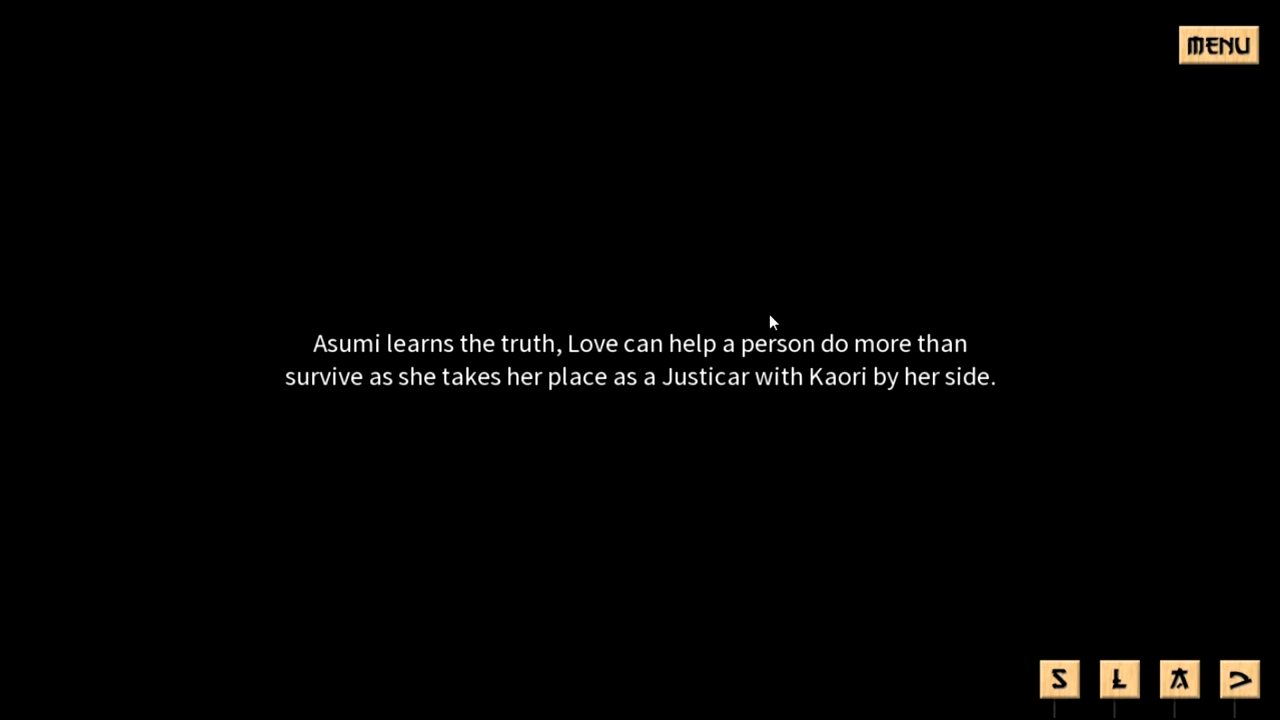 MENU
Asumi learns the truth, Love can help a person do more than
survive as she takes her place as a Justicar with Kaori by her side.
S L A >